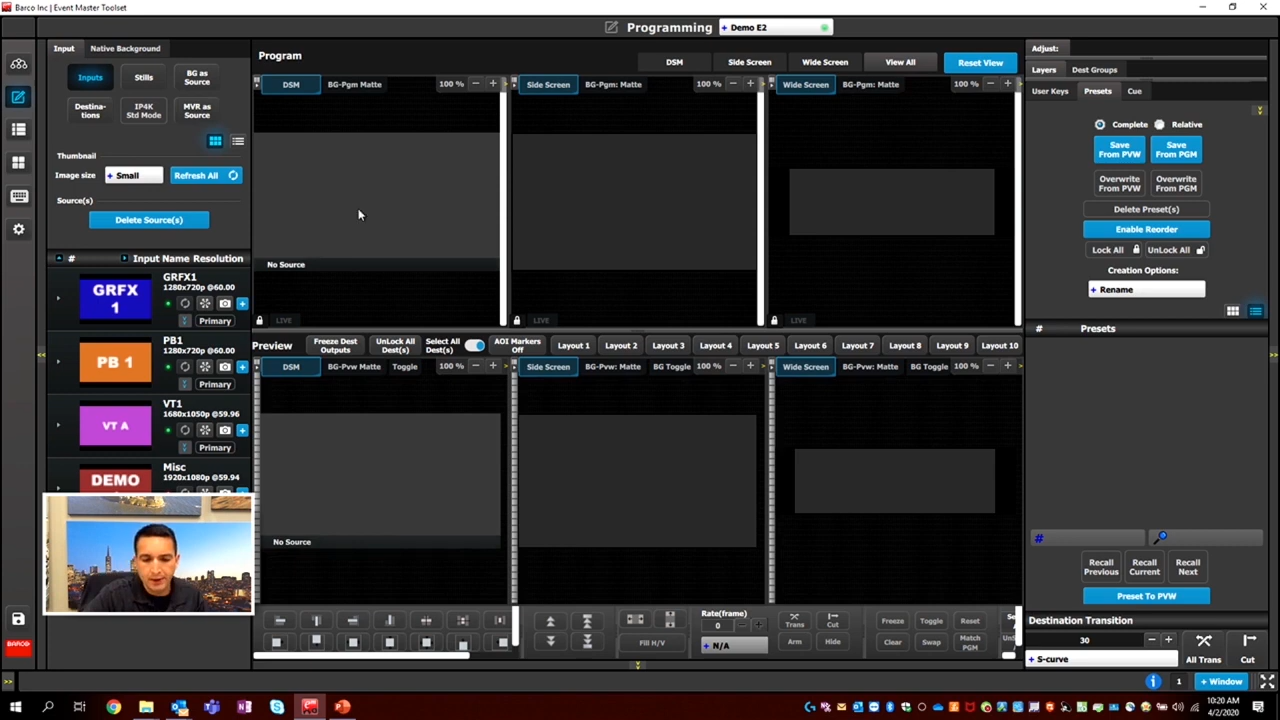 Barco Inc | Event Master Toolset
Programming
+ Demo E2
Input
Native Background
Inputs
Stills
BG as
Source
Destina-
tions
IP4K
Std Mode
MVR as
Source
Thumbnail
Image size
+ Small
Refresh All
Source(s)
Delete Source(s)
# Input Name Resolution
GRFX
1
GRFX1
1280x720p @60.00
Primary
PB 1
PB1
1280x720p @60.00
Primary
VT A
VT1
1680x1050p @59.96
Primary
DEMO
Misc
1920x1080p @59.94
BARCO
Program
DSM
Side Screen
Wide Screen
View All
Reset View
DSM
BG-Pgm Matte
100 %
No Source
LIVE
Side Screen
BG-Pgm: Matte
100 %
LIVE
Wide Screen
BG-Pgm: Matte
100 %
LIVE
Preview
Freeze Dest
Outputs
UnLock All
Dest(s)
Select All
Dest(s)
AOI Markers
Off
Layout 1
Layout 2
Layout 3
Layout 4
Layout 5
Layout 6
Layout 7
Layout 8
Layout 9
Layout 10
DSM
BG-Pvw Matte
Toggle
100 %
No Source
Side Screen
BG-Pvw: Matte
BG Toggle
100 %
Wide Screen
BG-Pvw: Matte
BG Toggle
100 %
Fill H/V
Rate(frame)
0
+ N/A
Trans
Cut
Arm
Hide
Freeze
Toggle
Reset
Clear
Swap
Match
PGM
Adjust:
Layers
Dest Groups
User Keys
Presets
Cue
Complete
Relative
Save
From PVW
Save
From PGM
Overwrite
From PVW
Overwrite
From PGM
Delete Preset(s)
Enable Reorder
Lock All
UnLock All
Creation Options:
+ Rename
# Presets
#
Recall
Previous
Recall
Current
Recall
Next
Preset To PVW
Destination Transition
30
+ S-curve
All Trans
Cut
1
+ Window
10:20 AM
4/2/2020